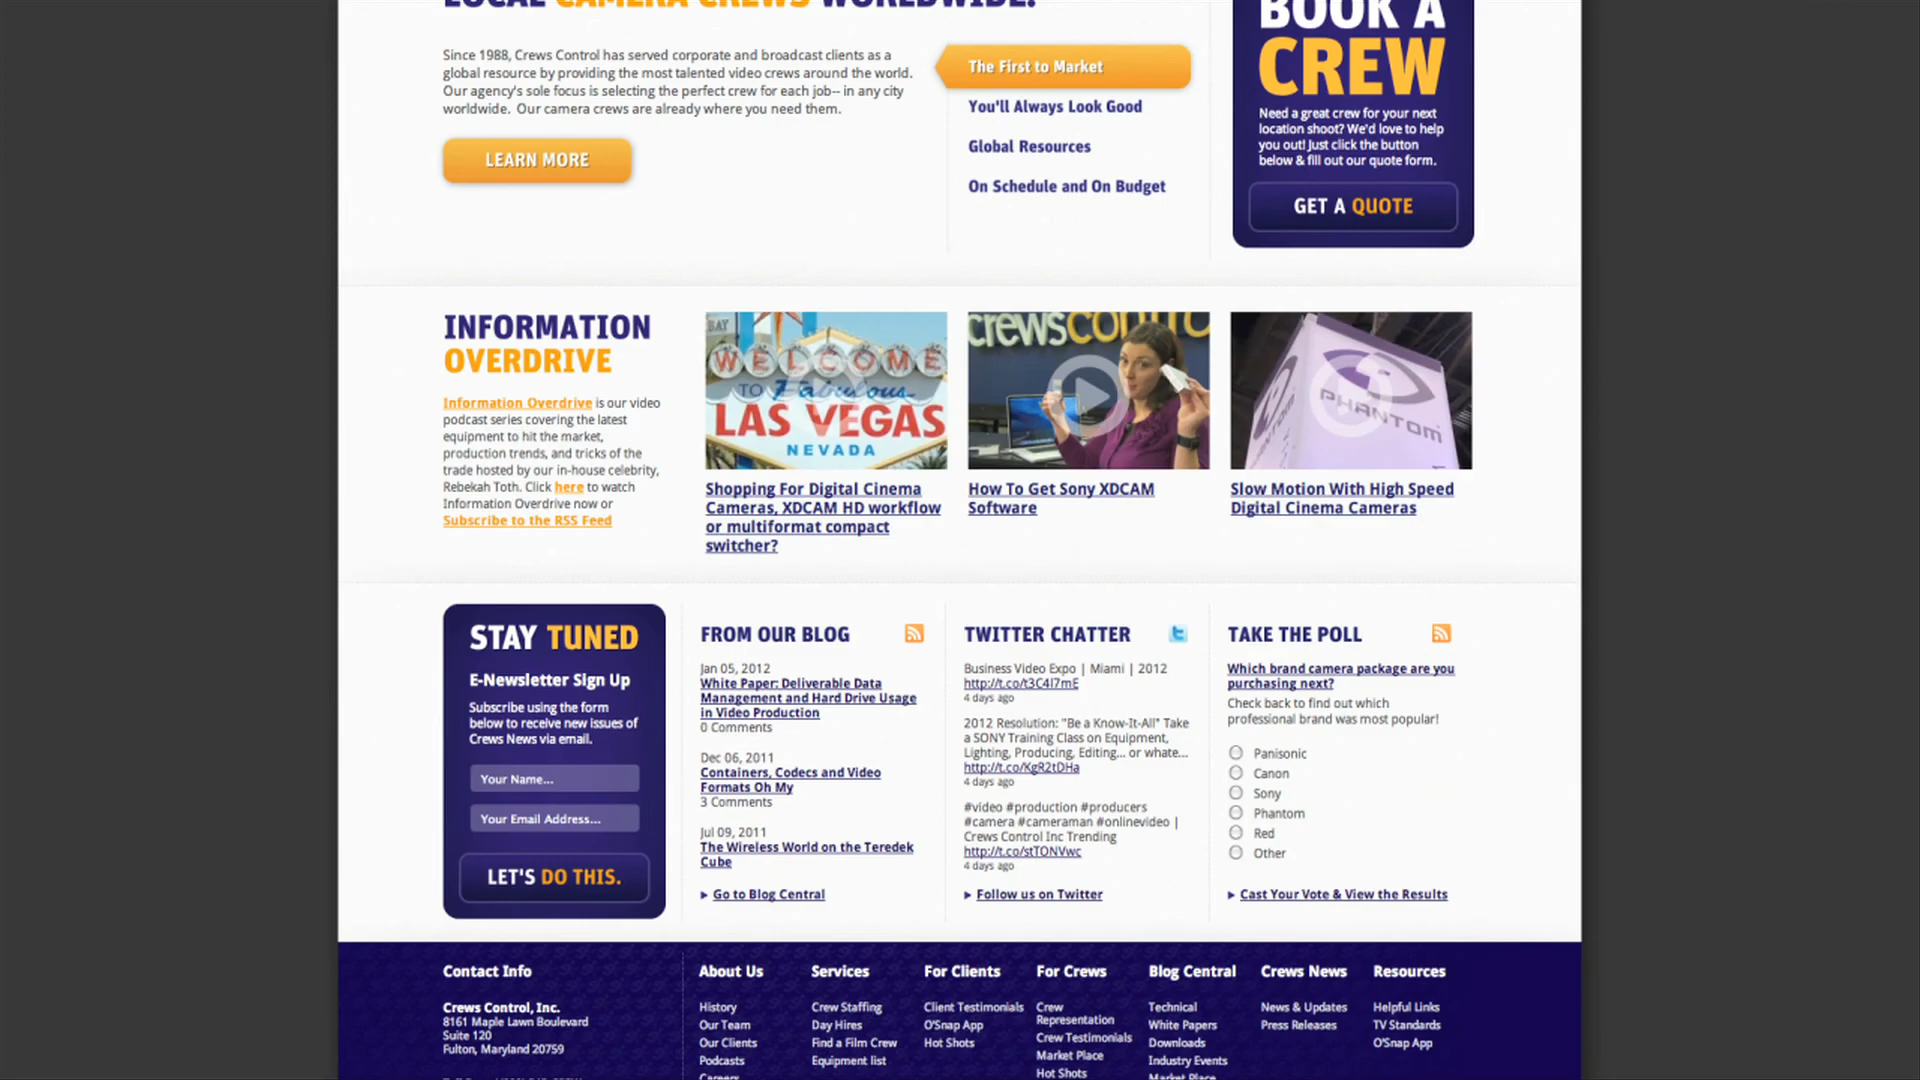 LOCAL CAMERA CREWS WORLDWIDE.
Since 1988, Crews Control has served corporate and broadcast clients as a
global resource by providing the most talented video crews around the world.
Our agency's sole focus is selecting the perfect crew for each job-- in any city
worldwide. Our camera crews are already where you need them.
LEARN MORE
The First to Market
You'll Always Look Good
Global Resources
On Schedule and On Budget
BOOK A
CREW
Need a great crew for your next
location shoot? We'd love to help
you out! Just click the button
below & fill out our quote form.
GET A QUOTE
INFORMATION
OVERDRIVE
Information Overdrive is our video
podcast series covering the latest
equipment to hit the market,
production trends, and tricks of the
trade hosted by our in-house celebrity,
Rebekah Toth. Click here to watch
Information Overdrive now or
Subscribe to the RSS Feed
BAY
WELCOME
TO Fabulous
LAS VEGAS
NEVADA
Shopping For Digital Cinema
Cameras, XDCAM HD workflow
or multiformat compact
switcher?
crewscontrol
How To Get Sony XDCAM
Software
PHANTOM
Slow Motion With High Speed
Digital Cinema Cameras
STAY TUNED
E-Newsletter Sign Up
Subscribe using the form
below to receive new issues of
Crews News via email.
Your Name...
Your Email Address...
LET'S DO THIS.
FROM OUR BLOG
Jan 05, 2012
White Paper: Deliverable Data
Management and Hard Drive Usage
in Video Production
0 Comments
Dec 06, 2011
Containers, Codecs and Video
Formats Oh My
3 Comments
Jul 09, 2011
The Wireless World on the Teredek
Cube
Go to Blog Central
TWITTER CHATTER
Business Video Expo | Miami | 2012
http://t.co/t3C4l7mE
4 days ago
2012 Resolution: "Be a Know-It-All" Take
a SONY Training Class on Equipment,
Lighting, Producing, Editing... or whate...
http://t.co/KgR2tDHa
4 days ago
#video #production #producers
#camera #cameraman #onlinevideo |
Crews Control Inc Trending
http://t.co/stTONVwc
4 days ago
Follow us on Twitter
TAKE THE POLL
Which brand camera package are you
purchasing next?
Check back to find out which
professional brand was most popular!
Panisonic
Canon
Sony
Phantom
Red
Other
Cast Your Vote & View the Results
Contact Info
Crews Control, Inc.
8161 Maple Lawn Boulevard
Suite 120
Fulton, Maryland 20759
About Us
History
Our Team
Our Clients
Podcasts
Careers
Services
Crew Staffing
Day Hires
Find a Film Crew
Equipment list
For Clients
Client Testimonials
O'Snap App
Hot Shots
For Crews
Crew
Representation
Crew Testimonials
Market Place
Hot Shots
Blog Central
Technical
White Papers
Downloads
Industry Events
Market Place
Crews News
News & Updates
Press Releases
Resources
Helpful Links
TV Standards
O'Snap App